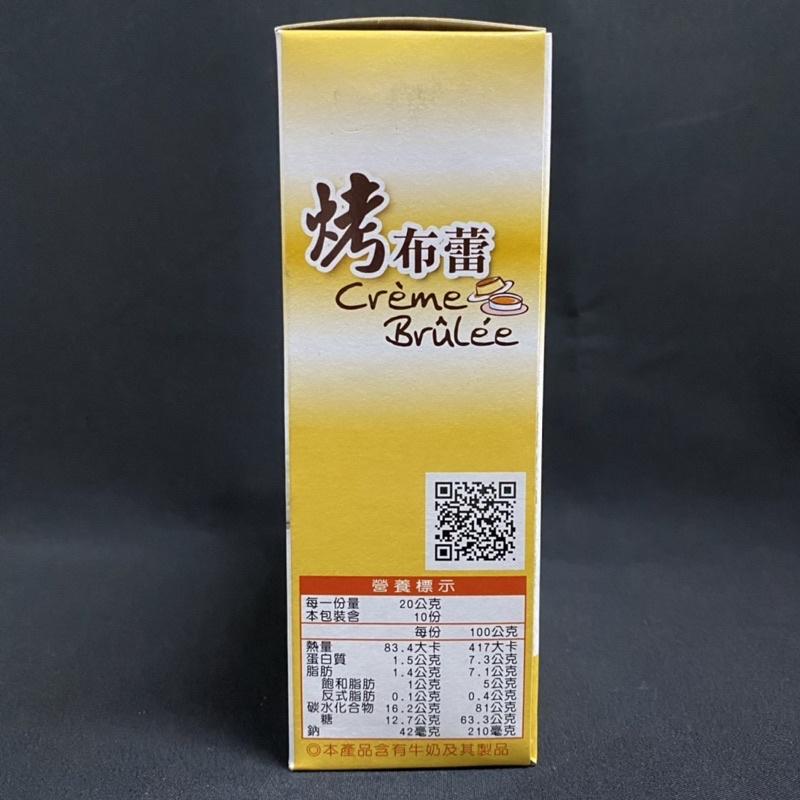 烤布蕾
Crème
Brûlée
營養標示
每一份量 20公克
本包裝含 10份
每份 100公克
熱量 83.4大卡 417大卡
蛋白質 1.5公克 7.3公克
脂肪 1.4公克 7.1公克
飽和脂肪 1公克 5公克
反式脂肪 0.1公克 0.4公克
碳水化合物 16.2公克 81公克
糖 12.7公克 63.3公克
鈉 42毫克 210毫克
◎本產品含有牛奶及其製品